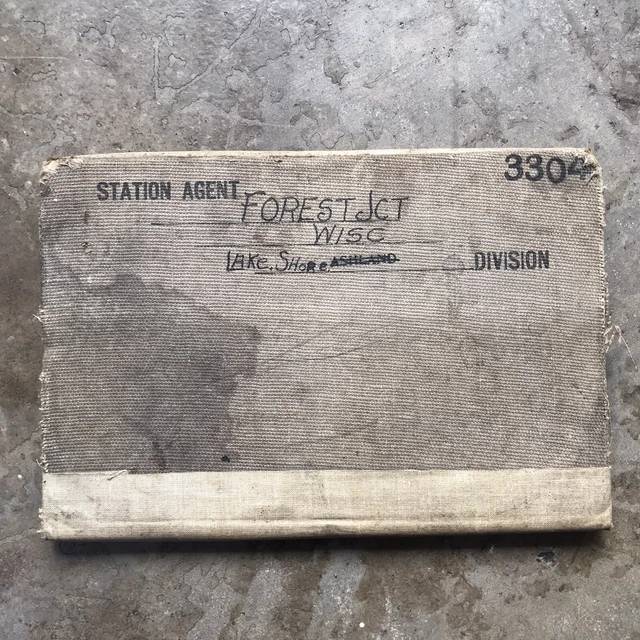 3304
STATION AGENT FOREST JCT
WISC
LAKE SHORE ASHLAND DIVISION